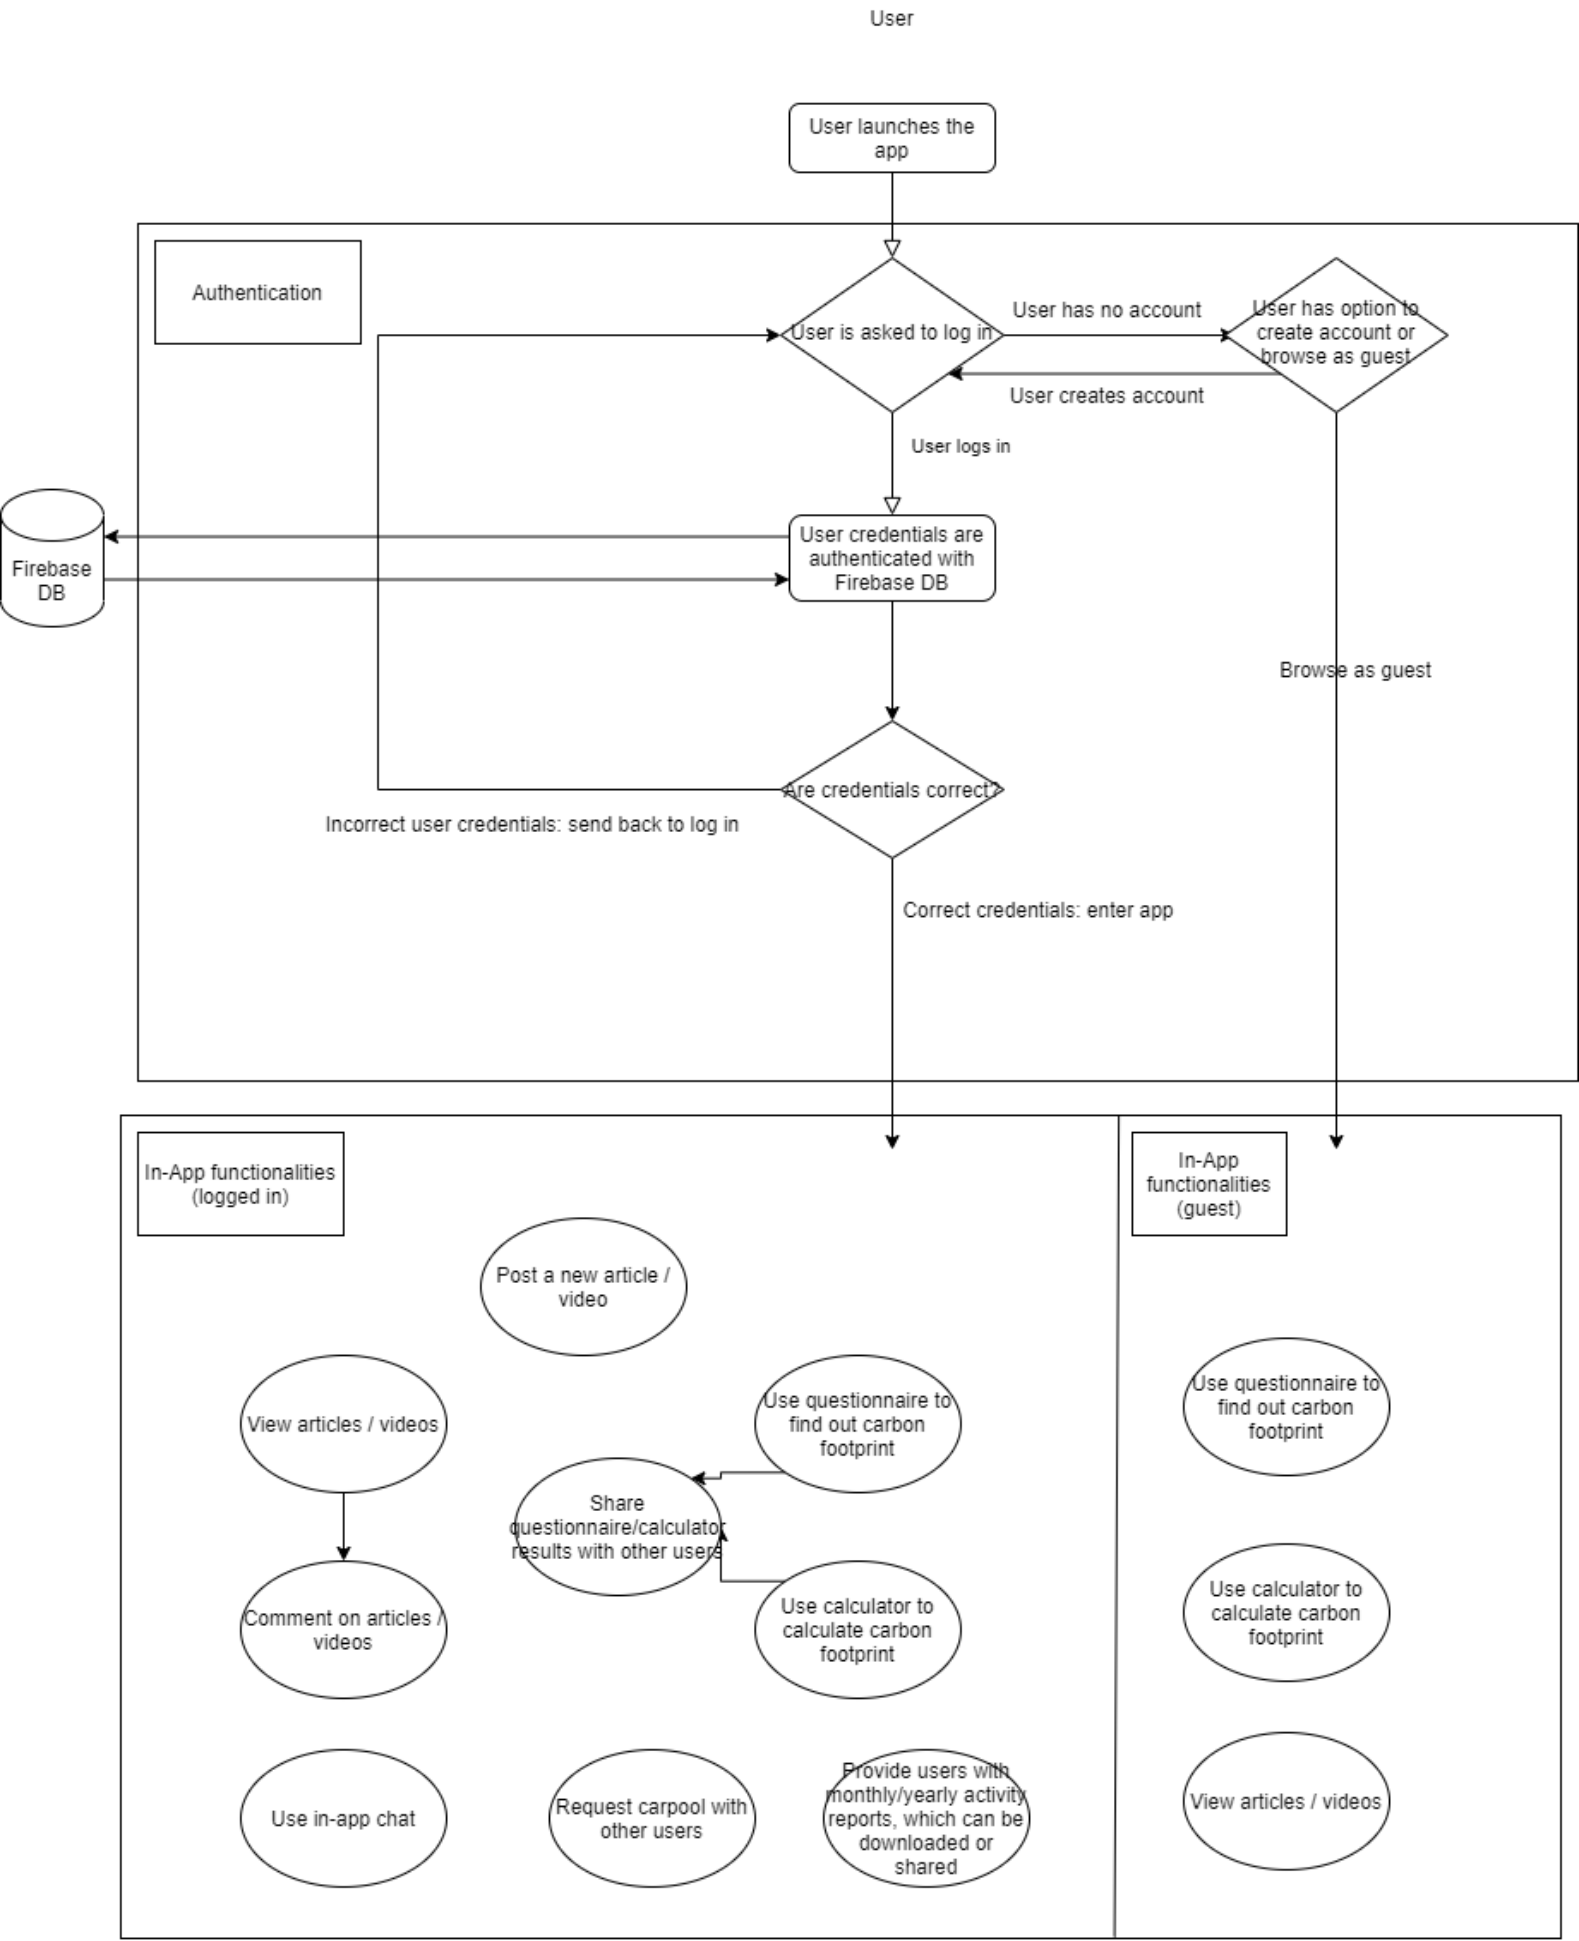 User
User launches the
app
Authentication
User is asked to log in
User has no account
User has option to
create account or
browse as guest
User creates account
User logs in
Firebase
DB
User credentials are
authenticated with
Firebase DB
Browse as guest
Are credentials correct?
Incorrect user credentials: send back to log in
Correct credentials: enter app
In-App functionalities
(logged in)
In-App
functionalities
(guest)
Post a new article /
video
View articles / videos
Use questionnaire to
find out carbon
footprint
Share
questionnaire/calculator
results with other users
Comment on articles /
videos
Use calculator to
calculate carbon
footprint
Use in-app chat
Request carpool with
other users
Provide users with
monthly/yearly activity
reports, which can be
downloaded or
shared
Use questionnaire to
find out carbon
footprint
Use calculator to
calculate carbon
footprint
View articles / videos